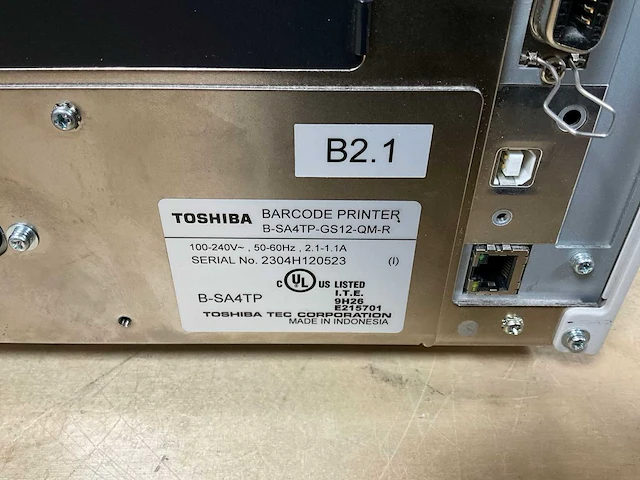 B2.1
TOSHIBA BARCODE PRINTER
B-SA4TP-GS12-QM-R
100-240V~ , 50-60Hz , 2.1-1.1A
SERIAL No. 2304H120523 (I)
C UL US LISTED
I.T.E.
B-SA4TP 9H26
E215701
TOSHIBA TEC CORPORATION
MADE IN INDONESIA